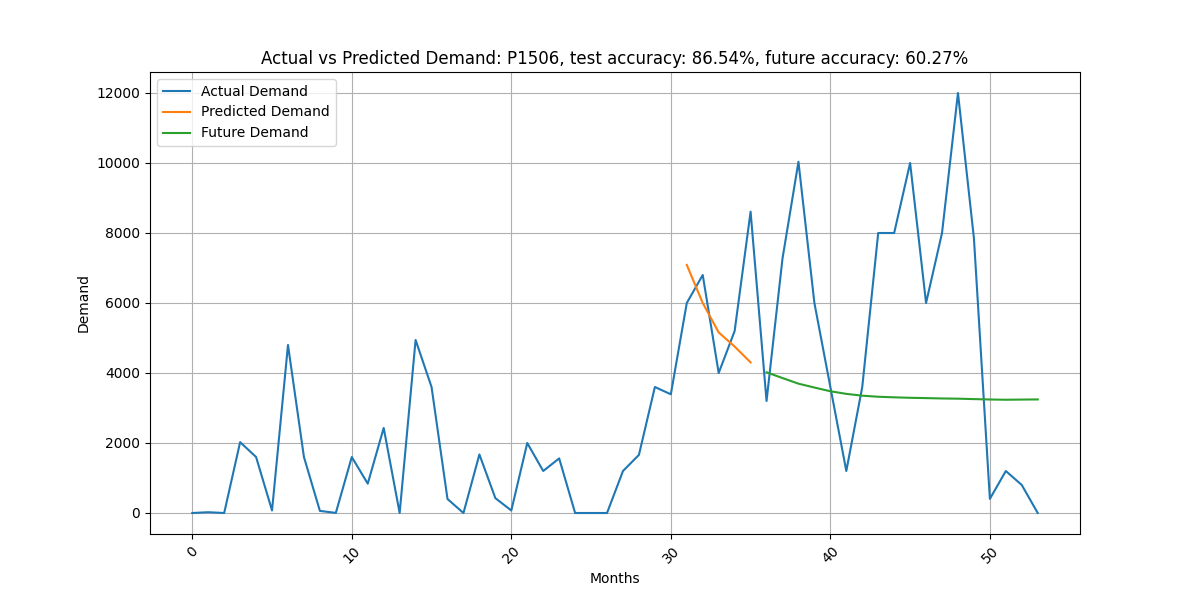 Actual vs Predicted Demand: P1506, test accuracy: 86.54%, future accuracy: 60.27%
Actual Demand
Predicted Demand
Future Demand
12000
10000
8000
6000
4000
2000
0
Demand
0 10 20 30 40 50
Months